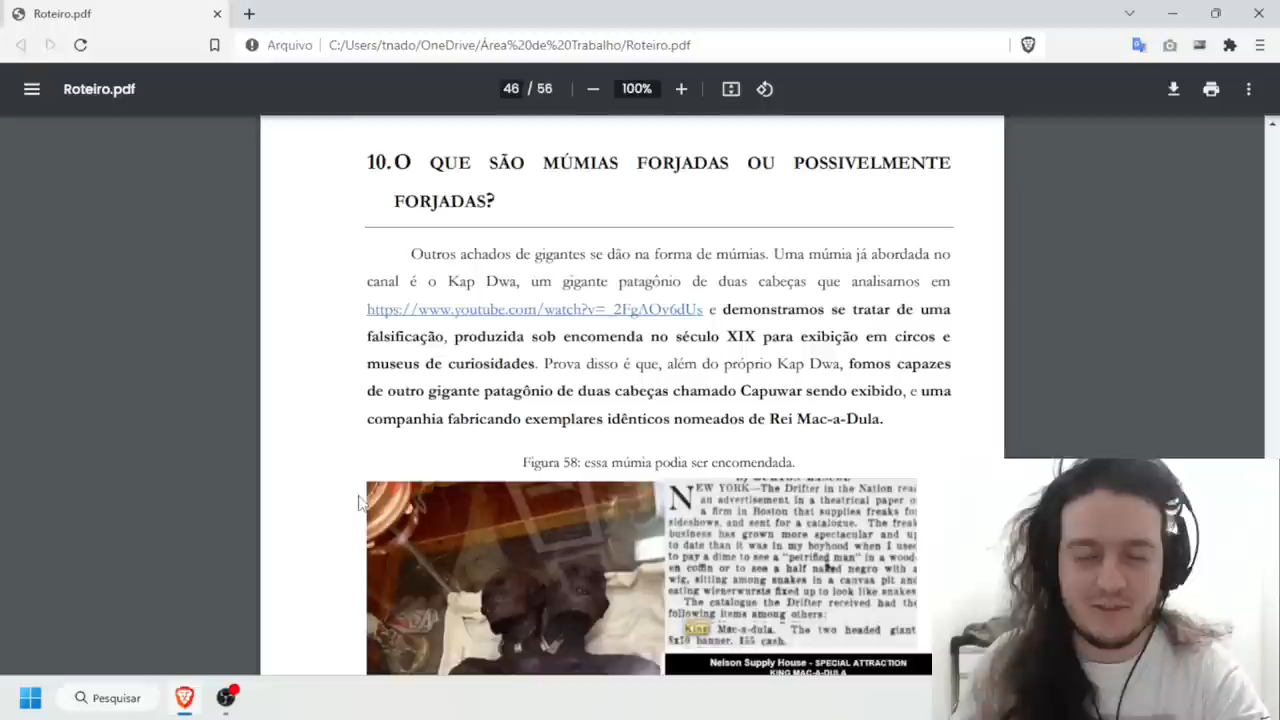 Roteiro.pdf
Arquivo C:/Users/tnado/OneDrive/Área%20de%20Trabalho/Roteiro.pdf
Roteiro.pdf
46 / 56
100%
10. O QUE SÃO MÚMIAS FORJADAS OU POSSIVELMENTE
FORJADAS?
Outros achados de gigantes se dão na forma de múmias. Uma múmia já abordada no
canal é o Kap Dwa, um gigante patagônio de duas cabeças que analisamos em
https://www.youtube.com/watch?v=_2FgAOv6dUs e demonstramos se tratar de uma
falsificação, produzida sob encomenda no século XIX para exibição em circos e
museus de curiosidades. Prova disso é que, além do próprio Kap Dwa, fomos capazes
de outro gigante patagônio de duas cabeças chamado Capuwar sendo exibido, e uma
companhia fabricando exemplares idênticos nomeados de Rei Mac-a-Dula.
Figura 58: essa múmia podia ser encomendada.
NEW YORK—The Drifter in the Nation rea
an advertisement in a theatrical paper o
a firm in Boston that supplies freaks fo
sideshows, and sent for a catalogue. The freak
business has grown more spectacular and up
to date than it was in my boyhood when I used
to pay a dime to see a "petrified man" in a wood-
en coffin or to see a half naked negro with a
wig, sitting among snakes in a canvas pit and
eating wienerwursts fixed up to look like snakes
The catalogue the Drifter received had the
following items among others:
King Mac-a-dula. The two headed giant
8x10 banner. $55 cash.
Nelson Supply House - SPECIAL ATTRACTION
KING MAC-A-DULA
Pesquisar